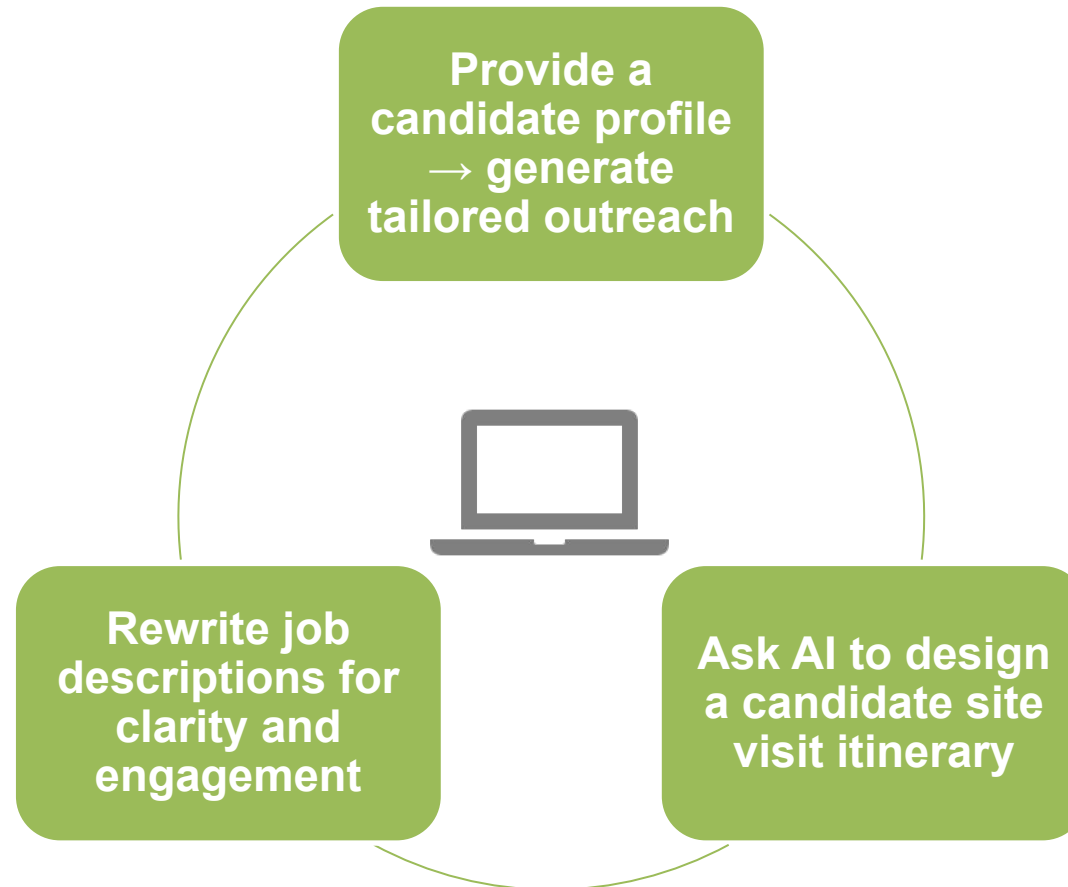 Provide a
candidate profile
→ generate
tailored outreach
Rewrite job
descriptions for
clarity and
engagement
Ask AI to design
a candidate site
visit itinerary